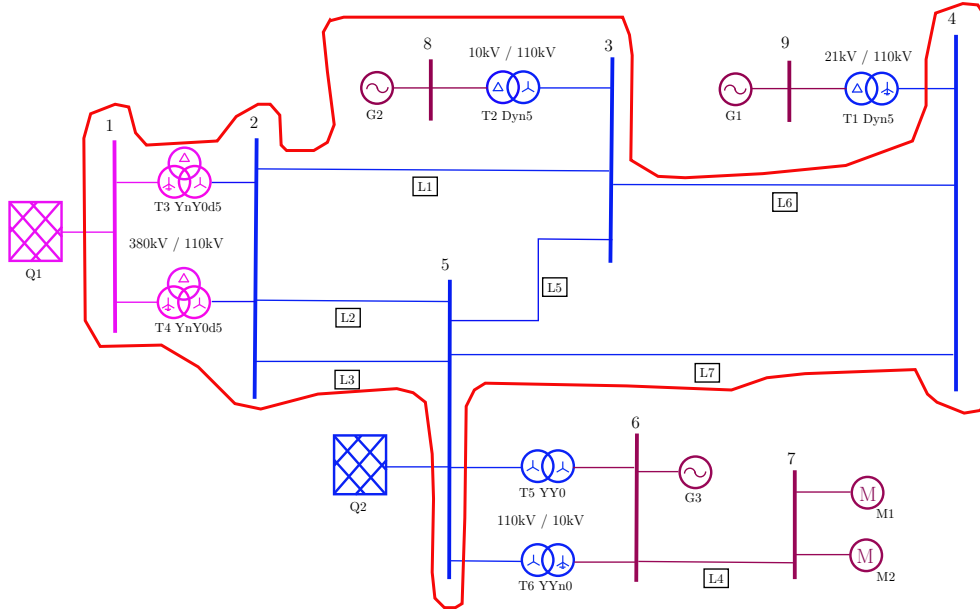 4
8
3
9
10kV / 110kV
21kV / 110kV
G2
T2 Dyn5
G1
T1 Dyn5
1
2
L1
L6
T3 YnY0d5
380kV / 110kV
Q1
5
L5
L2
T4 YnY0d5
L3
L7
6
7
Q2
T5 YY0
G3
M
M1
110kV / 10kV
M
M2
T6 YYn0
L4